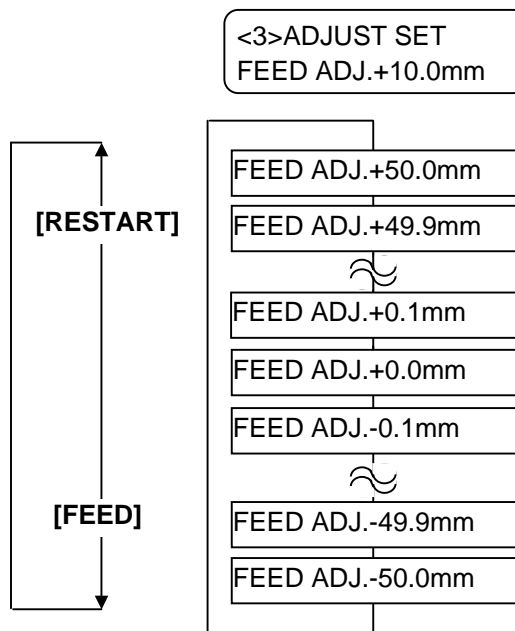 <3>ADJUST SET
FEED ADJ.+10.0mm
FEED ADJ.+50.0mm
[RESTART]
FEED ADJ.+49.9mm
FEED ADJ.+0.1mm
FEED ADJ.+0.0mm
FEED ADJ.-0.1mm
[FEED]
FEED ADJ.-49.9mm
FEED ADJ.-50.0mm